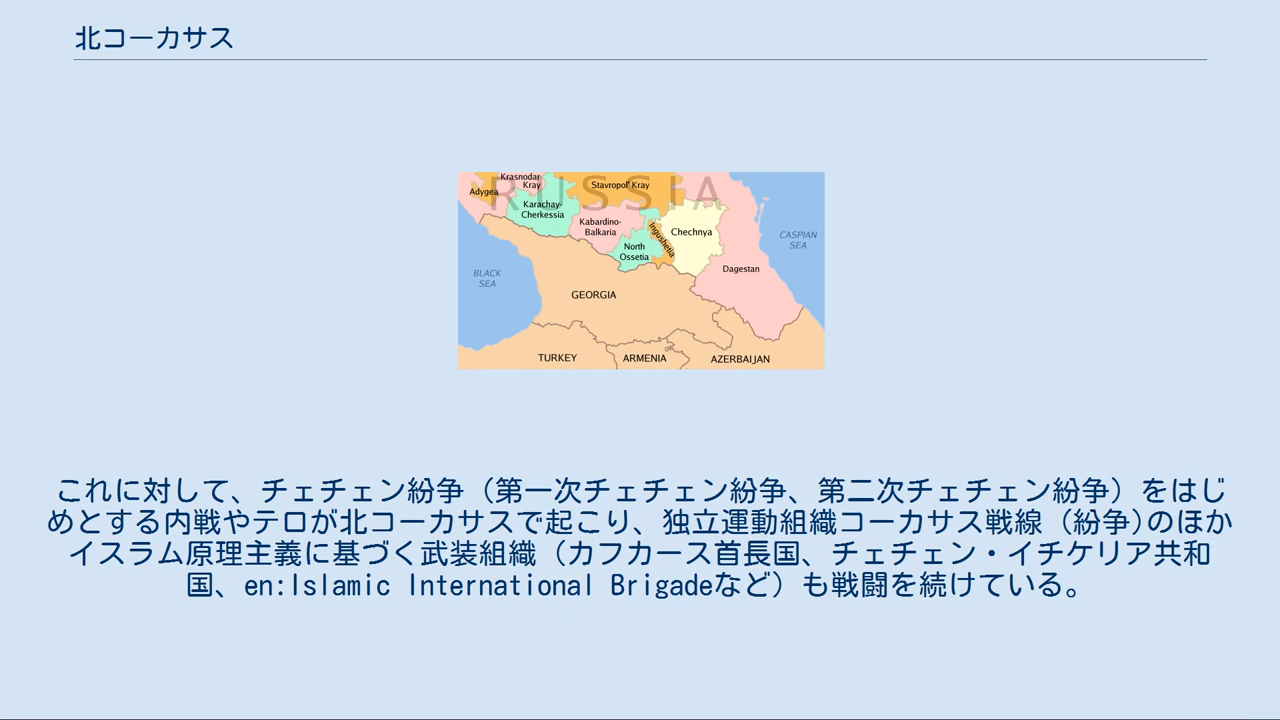 北コーカサス
RUSSIA
Krasnodar
Kray
Adygea
Stavropol' Kray
Karachay-
Cherkessia
Kabardino-
Balkaria
North
Ossetia
Ingushetia
Chechnya
Dagestan
CASPIAN
SEA
BLACK
SEA
GEORGIA
TURKEY
ARMENIA
AZERBAIJAN
これに対して、チェチェン紛争（第一次チェチェン紛争、第二次チェチェン紛争）をはじ
めとする内戦やテロが北コーカサスで起こり、独立運動組織コーカサス戦線（紛争)のほか
イスラム原理主義に基づく武装組織（カフカース首長国、チェチェン・イチケリア共和
国、en:Islamic International Brigadeなど）も戦闘を続けている。